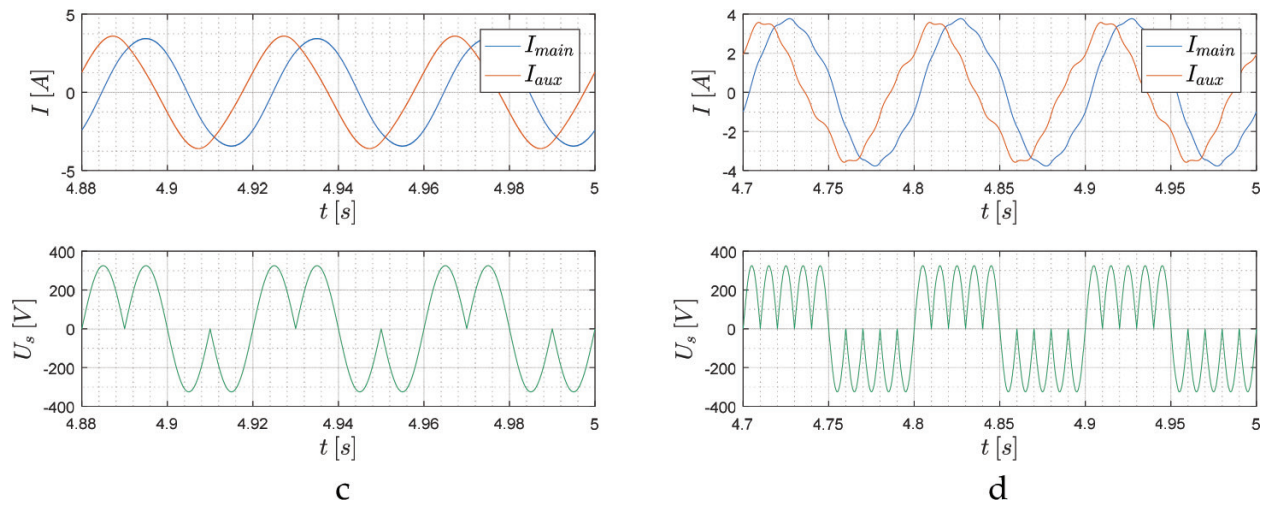 5
0
-5
I [A]
I_main
I_aux
4.88 4.9 4.92 4.94 4.96 4.98 5
t [s]
400
200
0
-200
-400
U_s [V]
4.88 4.9 4.92 4.94 4.96 4.98 5
t [s]
c
4
2
0
-2
-4
I [A]
I_main
I_aux
4.7 4.75 4.8 4.85 4.9 4.95 5
t [s]
400
200
0
-200
-400
U_s [V]
4.7 4.75 4.8 4.85 4.9 4.95 5
t [s]
d